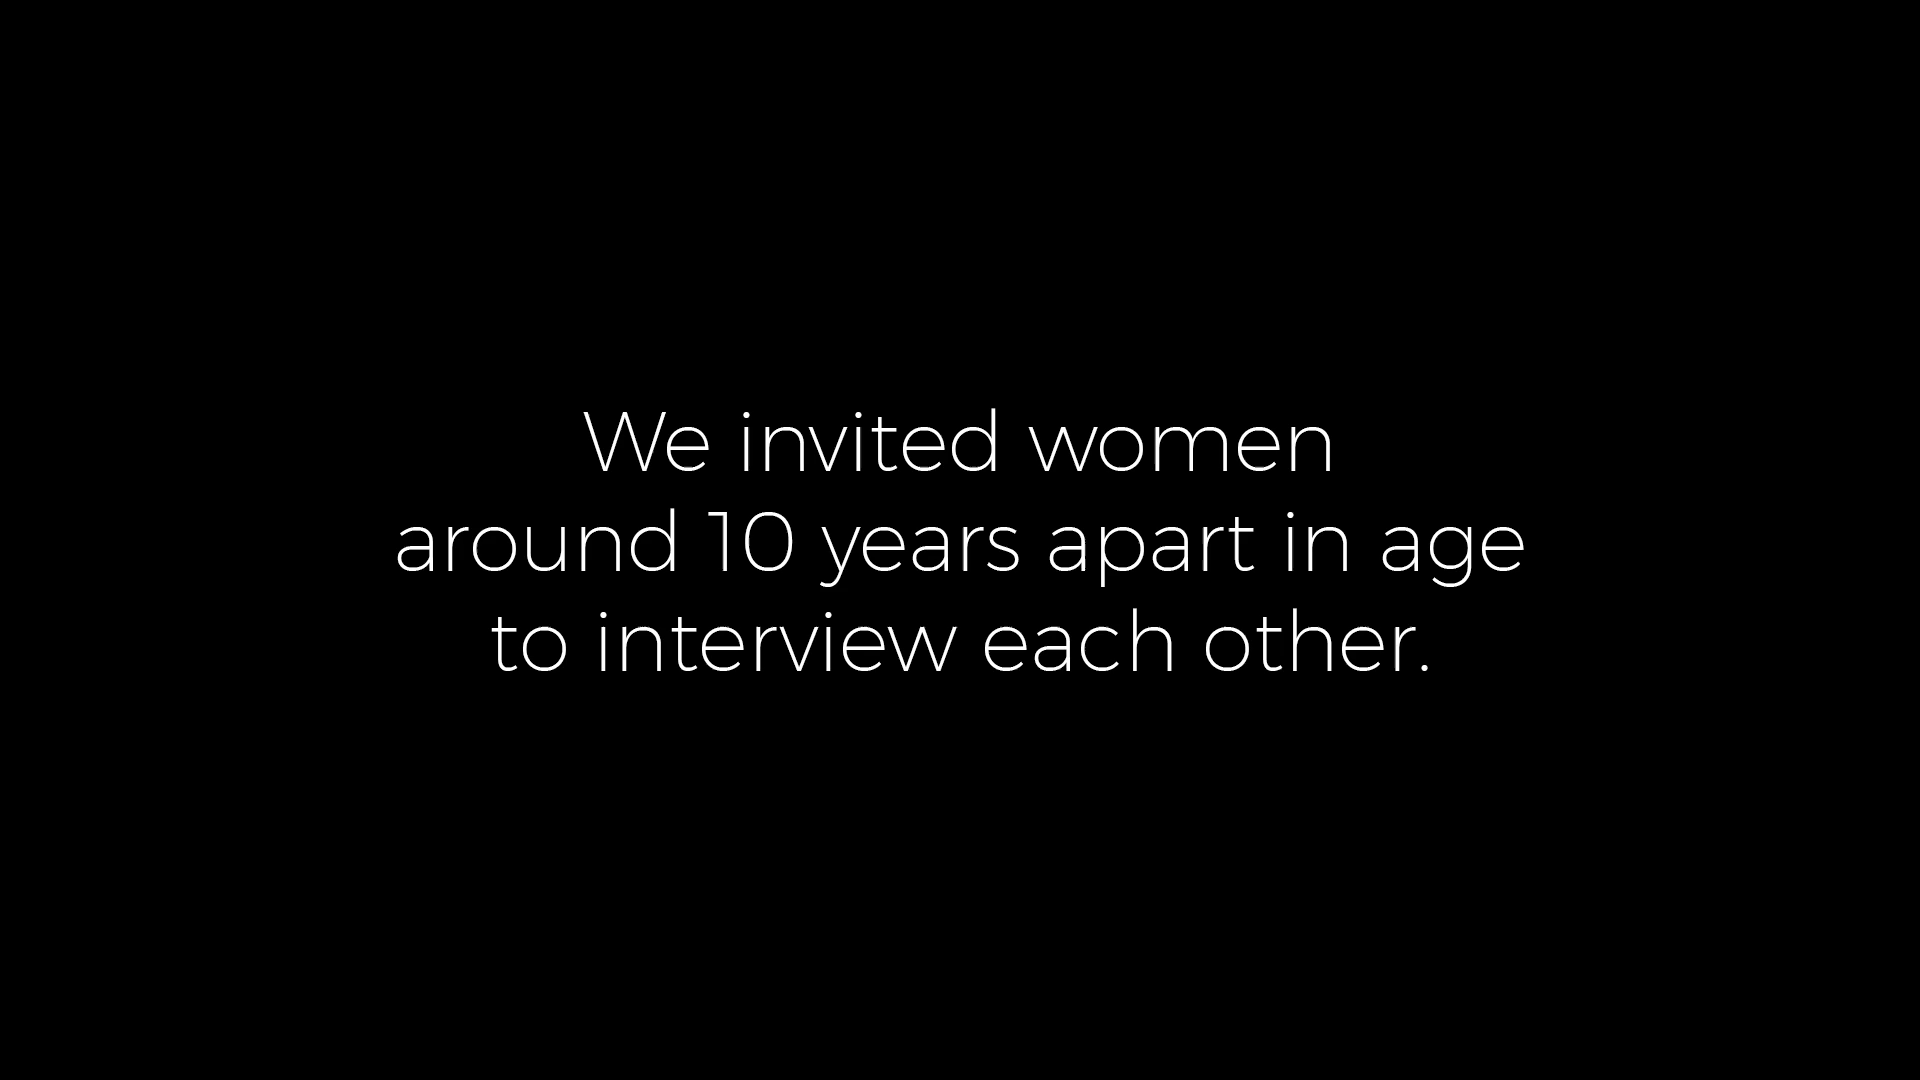 We invited women
around 10 years apart in age
to interview each other.